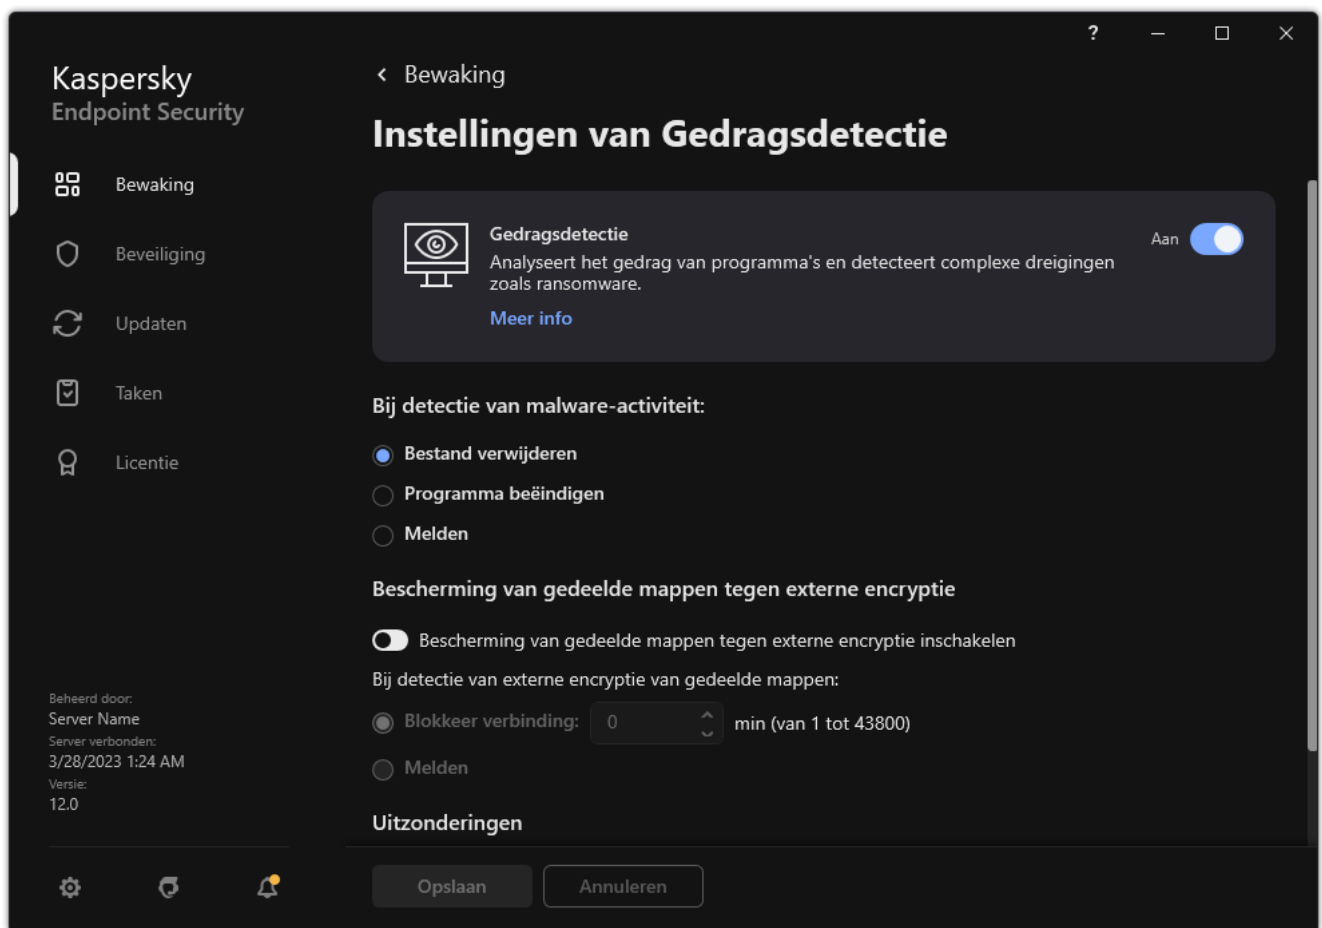 ?
Kaspersky
Endpoint Security
Bewaking
Beveiliging
Updaten
Taken
Licentie
Beheerd door:
Server Name
Server verbonden:
3/28/2023 1:24 AM
Versie:
12.0
Bewaking
Instellingen van Gedragsdetectie
Gedragsdetectie
Aan
Analyseert het gedrag van programma's en detecteert complexe dreigingen
zoals ransomware.
Meer info
Bij detectie van malware-activiteit:
Bestand verwijderen
Programma beëindigen
Melden
Bescherming van gedeelde mappen tegen externe encryptie
Bescherming van gedeelde mappen tegen externe encryptie inschakelen
Bij detectie van externe encryptie van gedeelde mappen:
Blokkeer verbinding: 0 min (van 1 tot 43800)
Melden
Uitzonderingen
Opslaan Annuleren